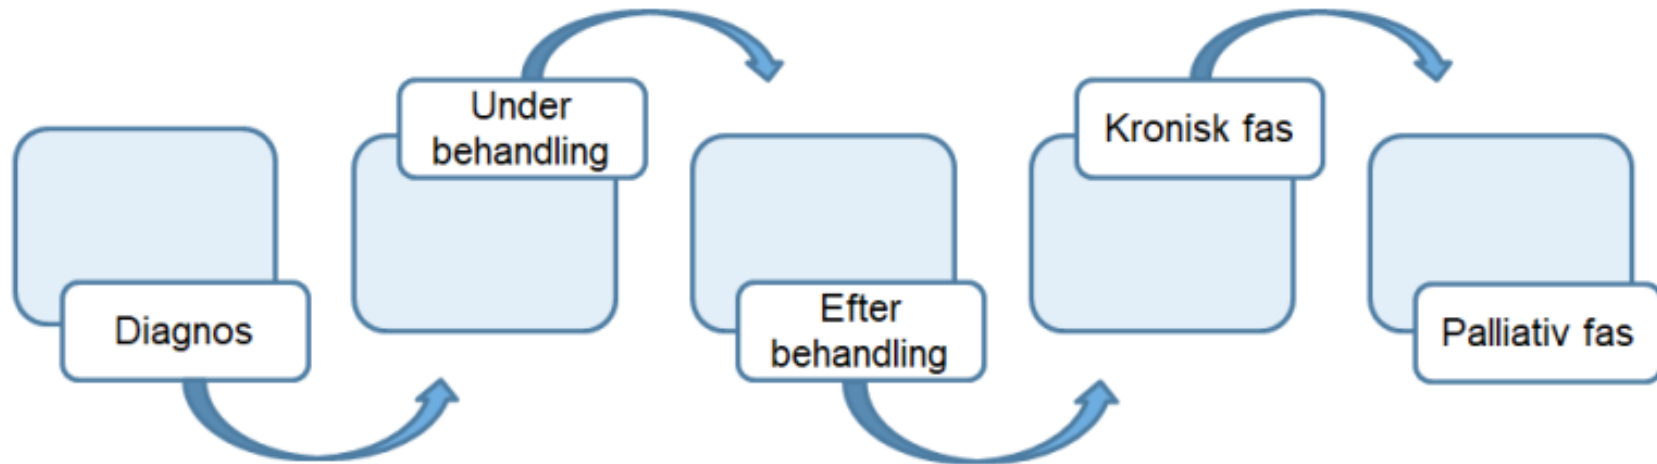 Diagnos
Under
behandling
Efter
behandling
Kronisk fas
Palliativ fas